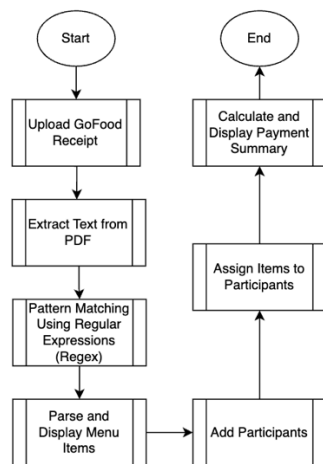 Start
Upload GoFood
Receipt
Extract Text from
PDF
Pattern Matching
Using Regular
Expressions
(Regex)
Parse and
Display Menu
Items
Add Participants
Assign Items to
Participants
Calculate and
Display Payment
Summary
End